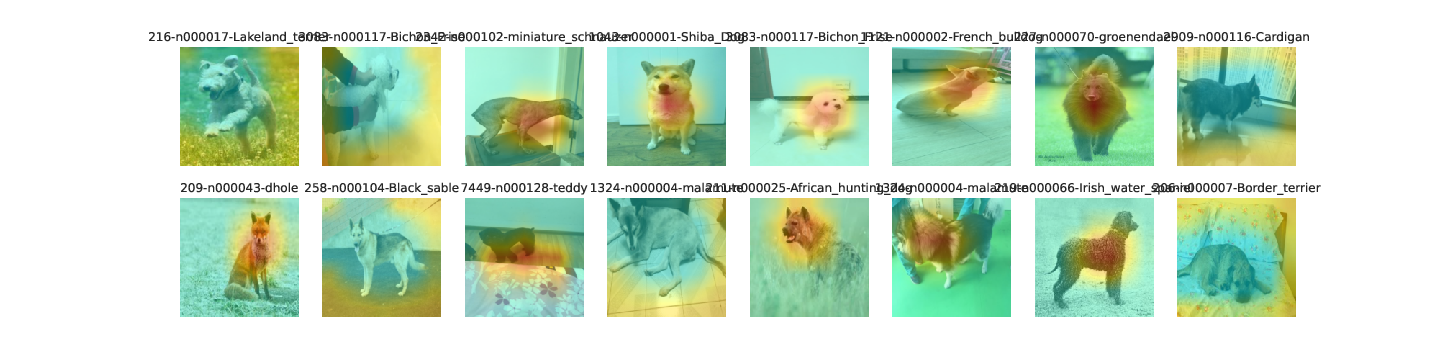 216-n000017-Lakeland_terrier
3083-n000117-Bichon_Frise
2342-n000102-miniature_schnauzer
1043-n000001-Shiba_Dog
3083-n000117-Bichon_Frise
1121-n000002-French_bulldog
227-n000070-groenendael
2909-n000116-Cardigan
209-n000043-dhole
258-n000104-Black_sable
7449-n000128-teddy
1324-n000004-malamute
211-n000025-African_hunting_dog
1324-n000004-malamute
219-n000066-Irish_water_spaniel
206-n000007-Border_terrier